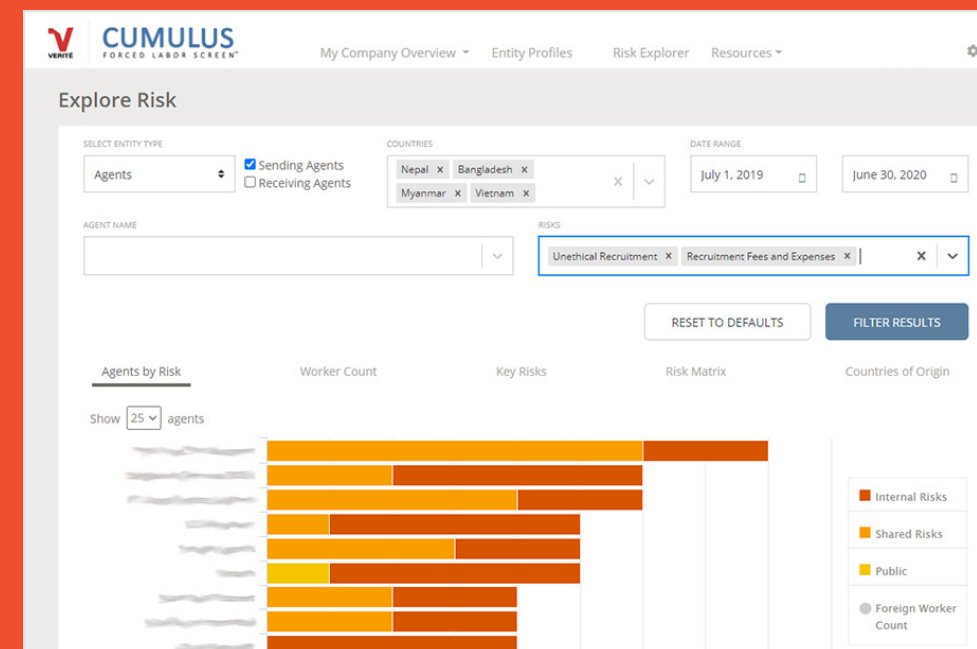 VERITÉ
CUMULUS
FORCED LABOR SCREEN™
My Company Overview
Entity Profiles
Risk Explorer
Resources
Explore Risk
SELECT ENTITY TYPE
Agents
Sending Agents
Receiving Agents
COUNTRIES
Nepal x Bangladesh x
Myanmar x Vietnam x
DATE RANGE
July 1, 2019
June 30, 2020
AGENT NAME
RISKS
Unethical Recruitment x Recruitment Fees and Expenses x
RESET TO DEFAULTS
FILTER RESULTS
Agents by Risk
Worker Count
Key Risks
Risk Matrix
Countries of Origin
Show 25 agents
Internal Risks
Shared Risks
Public
Foreign Worker
Count